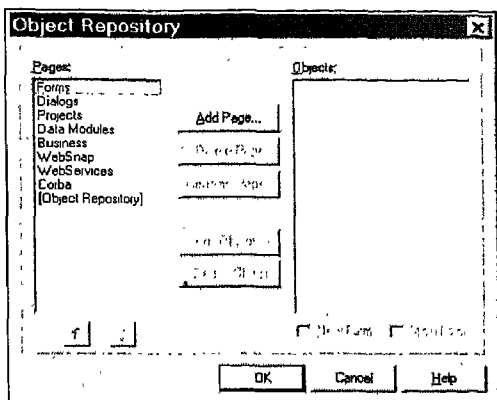 Object Repository
Pages:
Objects:
Forms
Dialogs
Projects
Data Modules
Business
WebSnap
WebServices
Corba
[Object Repository]
Add Page...
OK
Cancel
Help